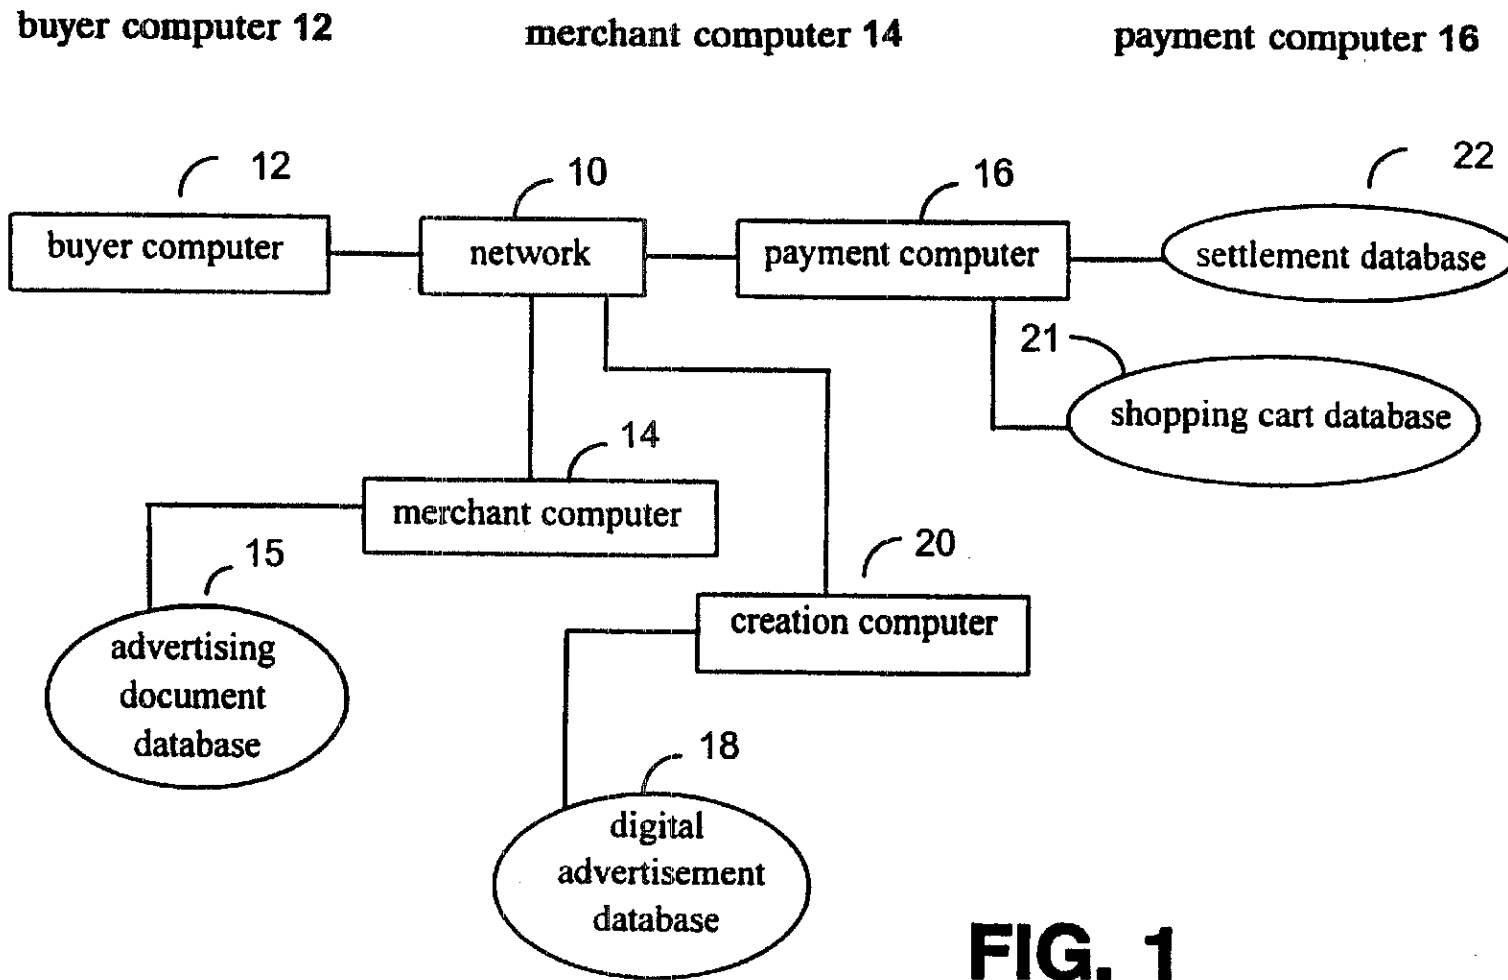 buyer computer 12
merchant computer 14
payment computer 16
12
10
16
22
buyer computer
network
payment computer
settlement database
21
shopping cart database
14
merchant computer
15
20
advertising
document
database
creation computer
18
digital
advertisement
database
FIG. 1